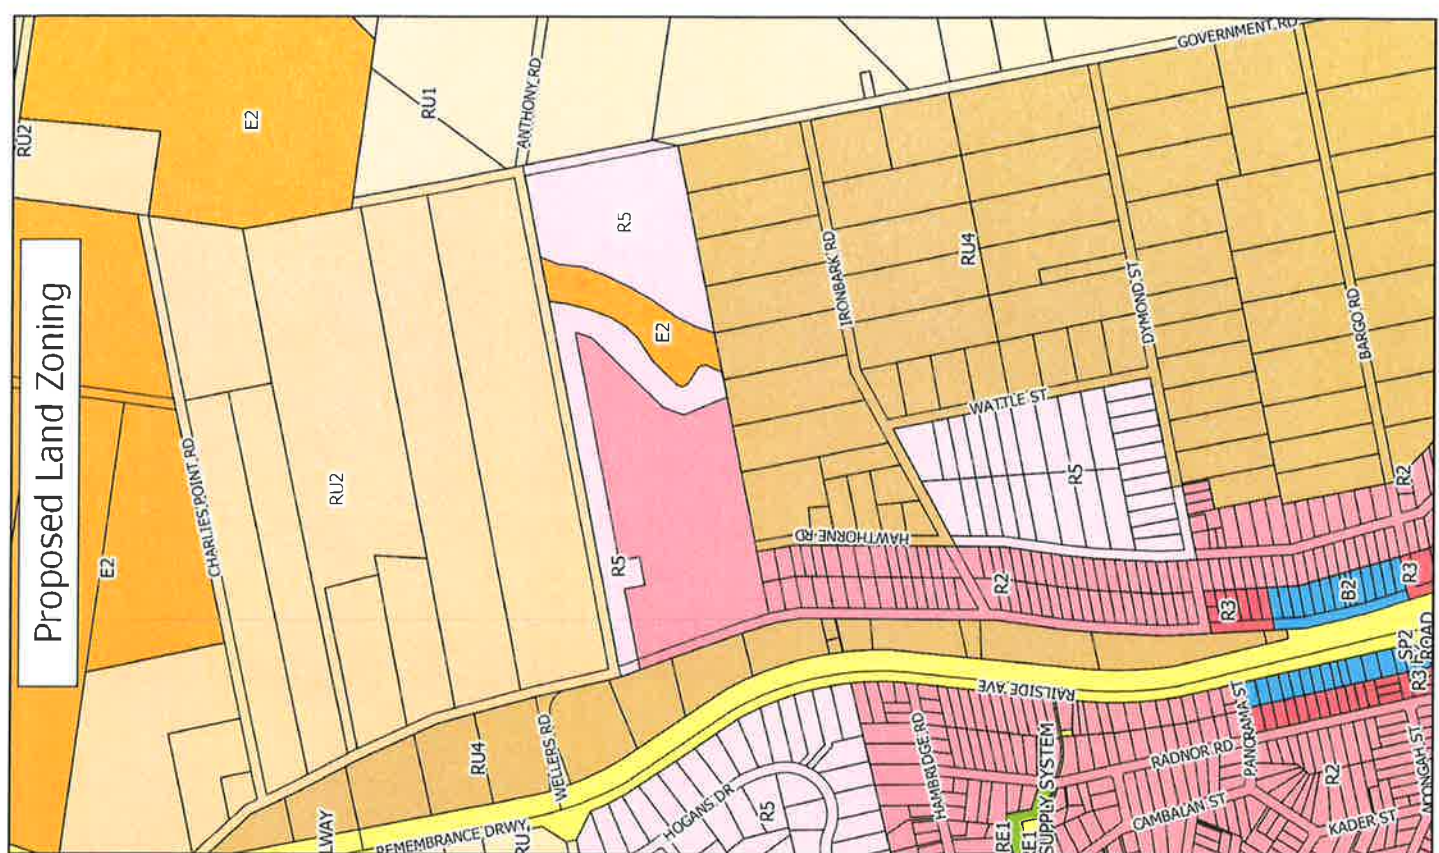 Proposed Land Zoning
RU2
E2
RU1
ANTHONY RD
GOVERNMENT RD
R5
E2
IRONBARK RD
RU4
DYMOND ST
BARGO RD
WATTLE ST
R5
CHARLIES POINT RD
RU2
E2
R5
HAWTHORNE RD
R2
R2
R3
B2
R3
SP2
ROAD
R3
RAILSIDE AVE
RU4
WELLERS RD
HOGANS DR
R5
HAMBRIDGE RD
SUPPLY SYSTEM
RADNOR RD
PANORAMA ST
R2
CAMBALAN ST
KADER ST
REMEMBRANCE DRWY
LWAY
RE1
RE1